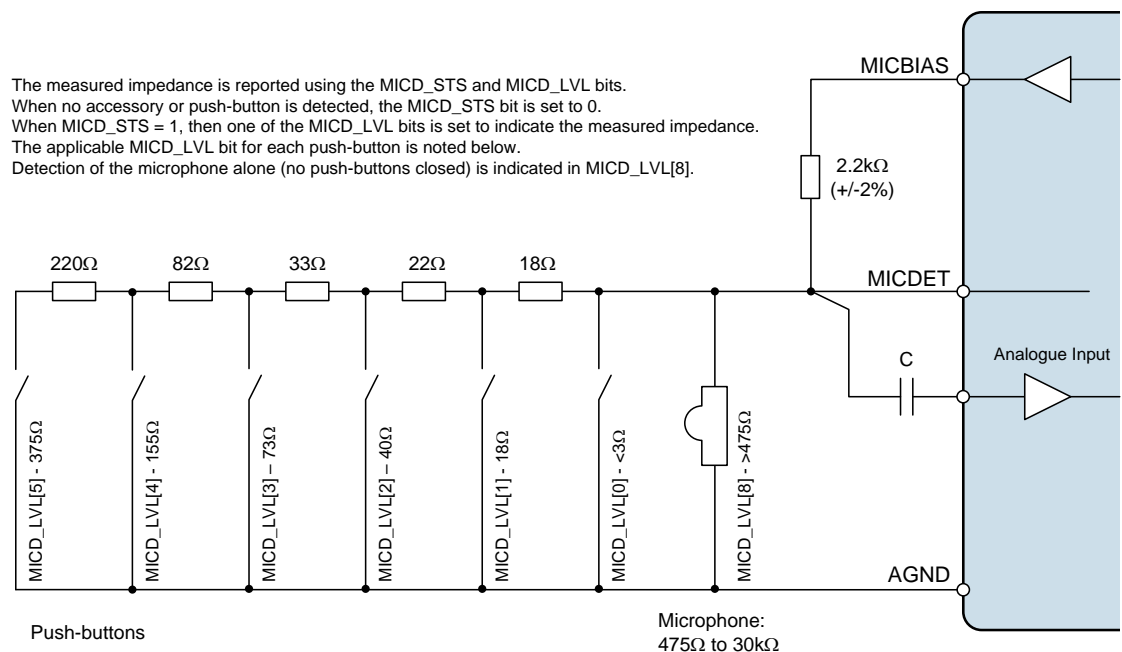 The measured impedance is reported using the MICD_STS and MICD_LVL bits.
When no accessory or push-button is detected, the MICD_STS bit is set to 0.
When MICD_STS = 1, then one of the MICD_LVL bits is set to indicate the measured impedance.
The applicable MICD_LVL bit for each push-button is noted below.
Detection of the microphone alone (no push-buttons closed) is indicated in MICD_LVL[8].
MICBIAS
2.2kΩ
(+/-2%)
220Ω
82Ω
33Ω
22Ω
18Ω
MICDET
C
Analogue Input
MICD_LVL[5] - 375Ω
MICD_LVL[4] - 155Ω
MICD_LVL[3] – 73Ω
MICD_LVL[2] – 40Ω
MICD_LVL[1] - 18Ω
MICD_LVL[0] - <3Ω
MICD_LVL[8] - >475Ω
AGND
Push-buttons
Microphone:
475Ω to 30kΩ